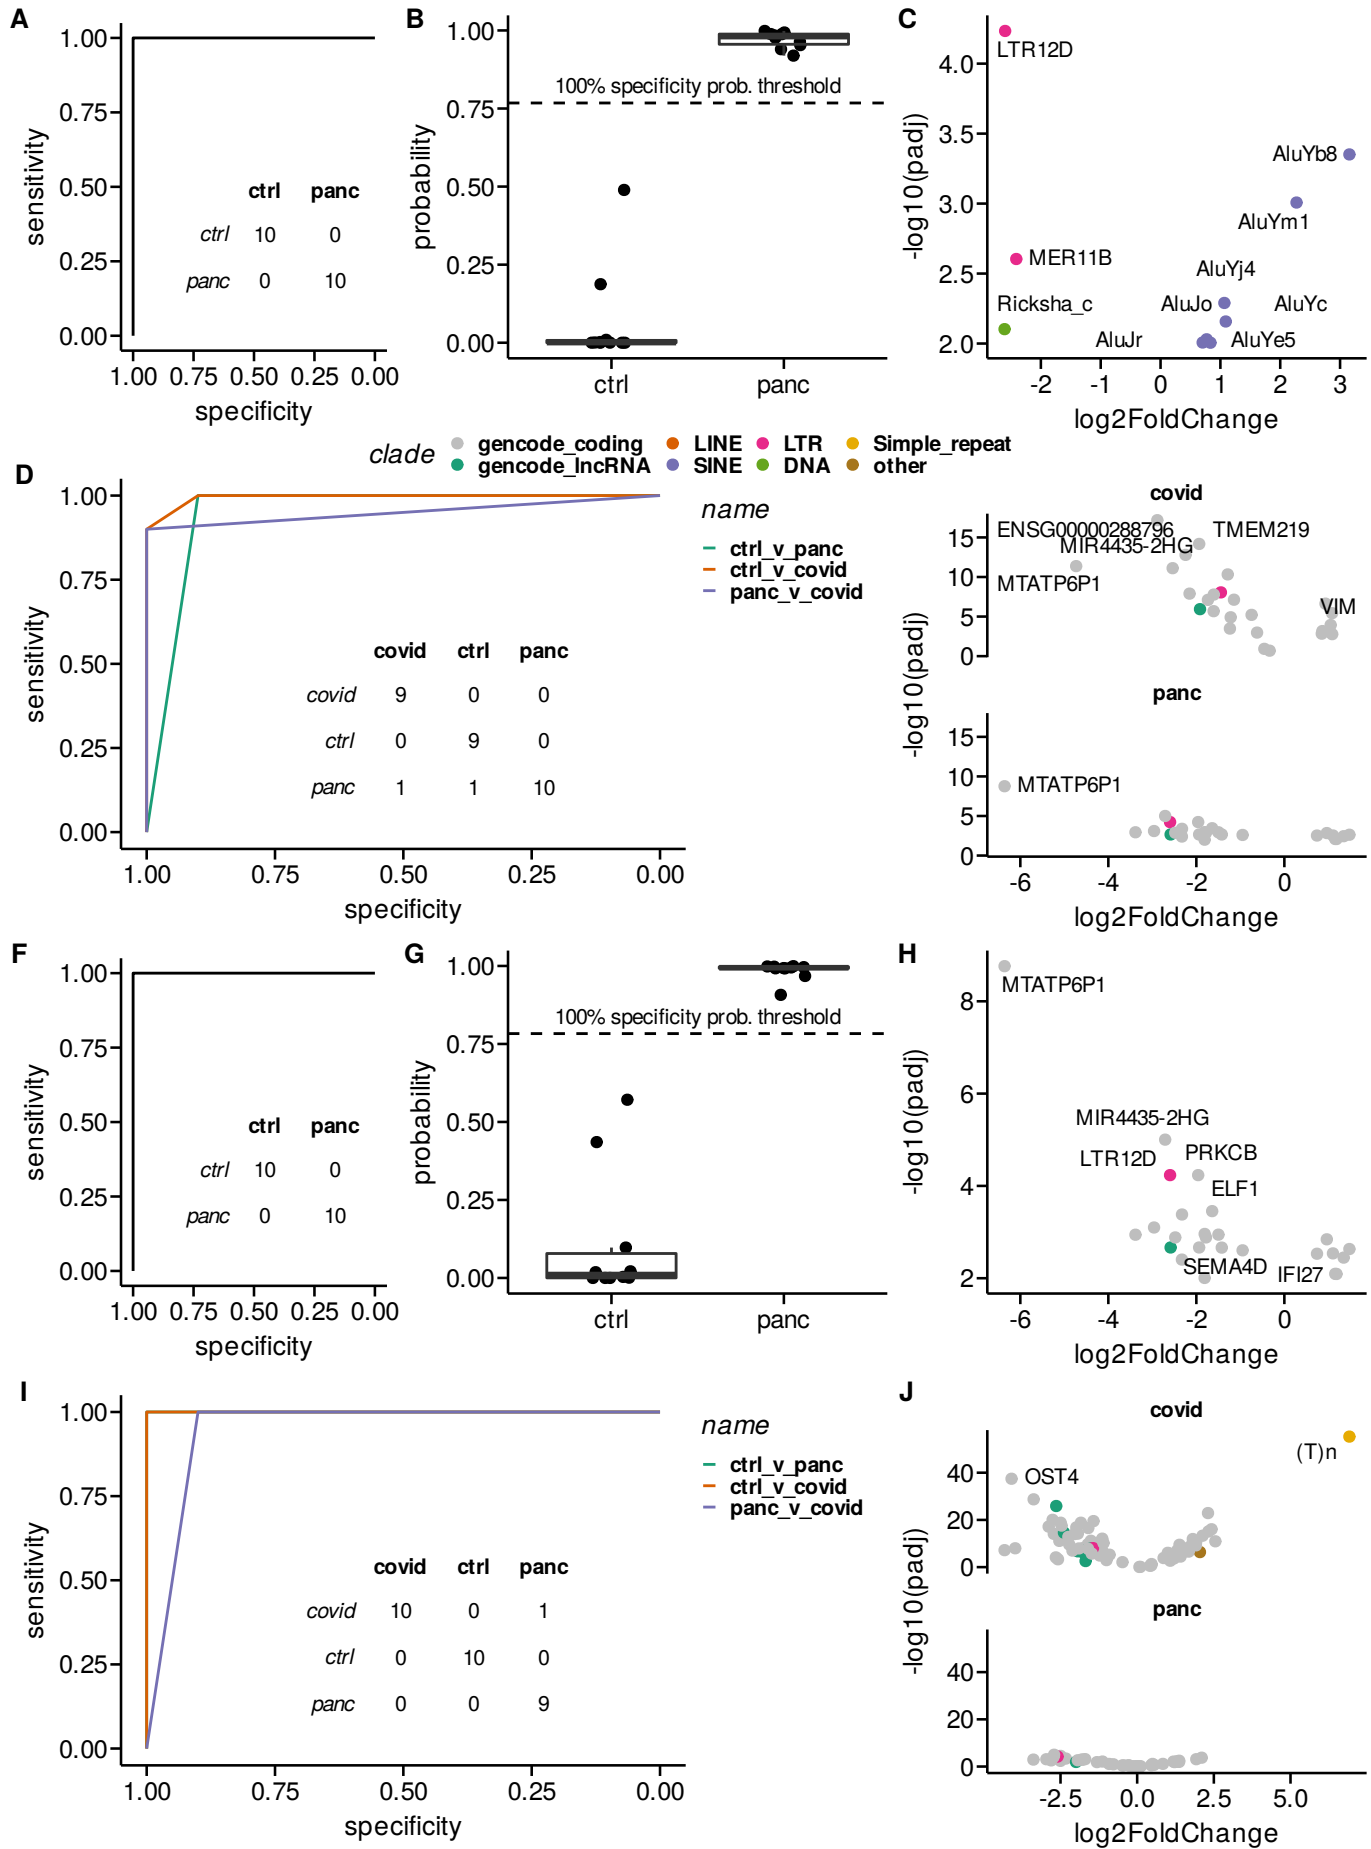 A
1.00
0.75
0.50
0.25
0.00
sensitivity
ctrl panc
ctrl 10 0
panc 0 10
1.00 0.75 0.50 0.25 0.00
specificity
B
1.00
0.75
0.50
0.25
0.00
probability
100% specificity prob. threshold
ctrl panc
C
4.0
3.5
3.0
2.5
2.0
-log10(padj)
LTR12D
AluYb8
AluYm1
MER11B
AluYj4
Ricksha_c AluJo AluYc
AluJr AluYe5
-2 -1 0 1 2 3
log2FoldChange
clade
gencode_coding LINE LTR Simple_repeat
gencode_lncRNA SINE DNA other
D
1.00
0.75
0.50
0.25
0.00
sensitivity
covid ctrl panc
covid 9 0 0
ctrl 0 9 0
panc 1 1 10
1.00 0.75 0.50 0.25 0.00
specificity
name
ctrl_v_panc
ctrl_v_covid
panc_v_covid
covid
15
10
5
0
ENSG00000288796 TMEM219
MIR4435-2HG
MTATP6P1
VIM
-log10(padj)
panc
15
10
5
0
MTATP6P1
-6 -4 -2 0
log2FoldChange
F
1.00
0.75
0.50
0.25
0.00
sensitivity
ctrl panc
ctrl 10 0
panc 0 10
1.00 0.75 0.50 0.25 0.00
specificity
G
1.00
0.75
0.50
0.25
0.00
probability
100% specificity prob. threshold
ctrl panc
H
8
6
4
2
-log10(padj)
MTATP6P1
MIR4435-2HG
LTR12D PRKCB
ELF1
SEMA4D IFI27
-6 -4 -2 0
log2FoldChange
I
1.00
0.75
0.50
0.25
0.00
sensitivity
covid ctrl panc
covid 10 0 1
ctrl 0 10 0
panc 0 0 9
1.00 0.75 0.50 0.25 0.00
specificity
name
ctrl_v_panc
ctrl_v_covid
panc_v_covid
J
covid
40
20
0
OST4
(T)n
-log10(padj)
panc
40
20
0
-2.5 0.0 2.5 5.0
log2FoldChange